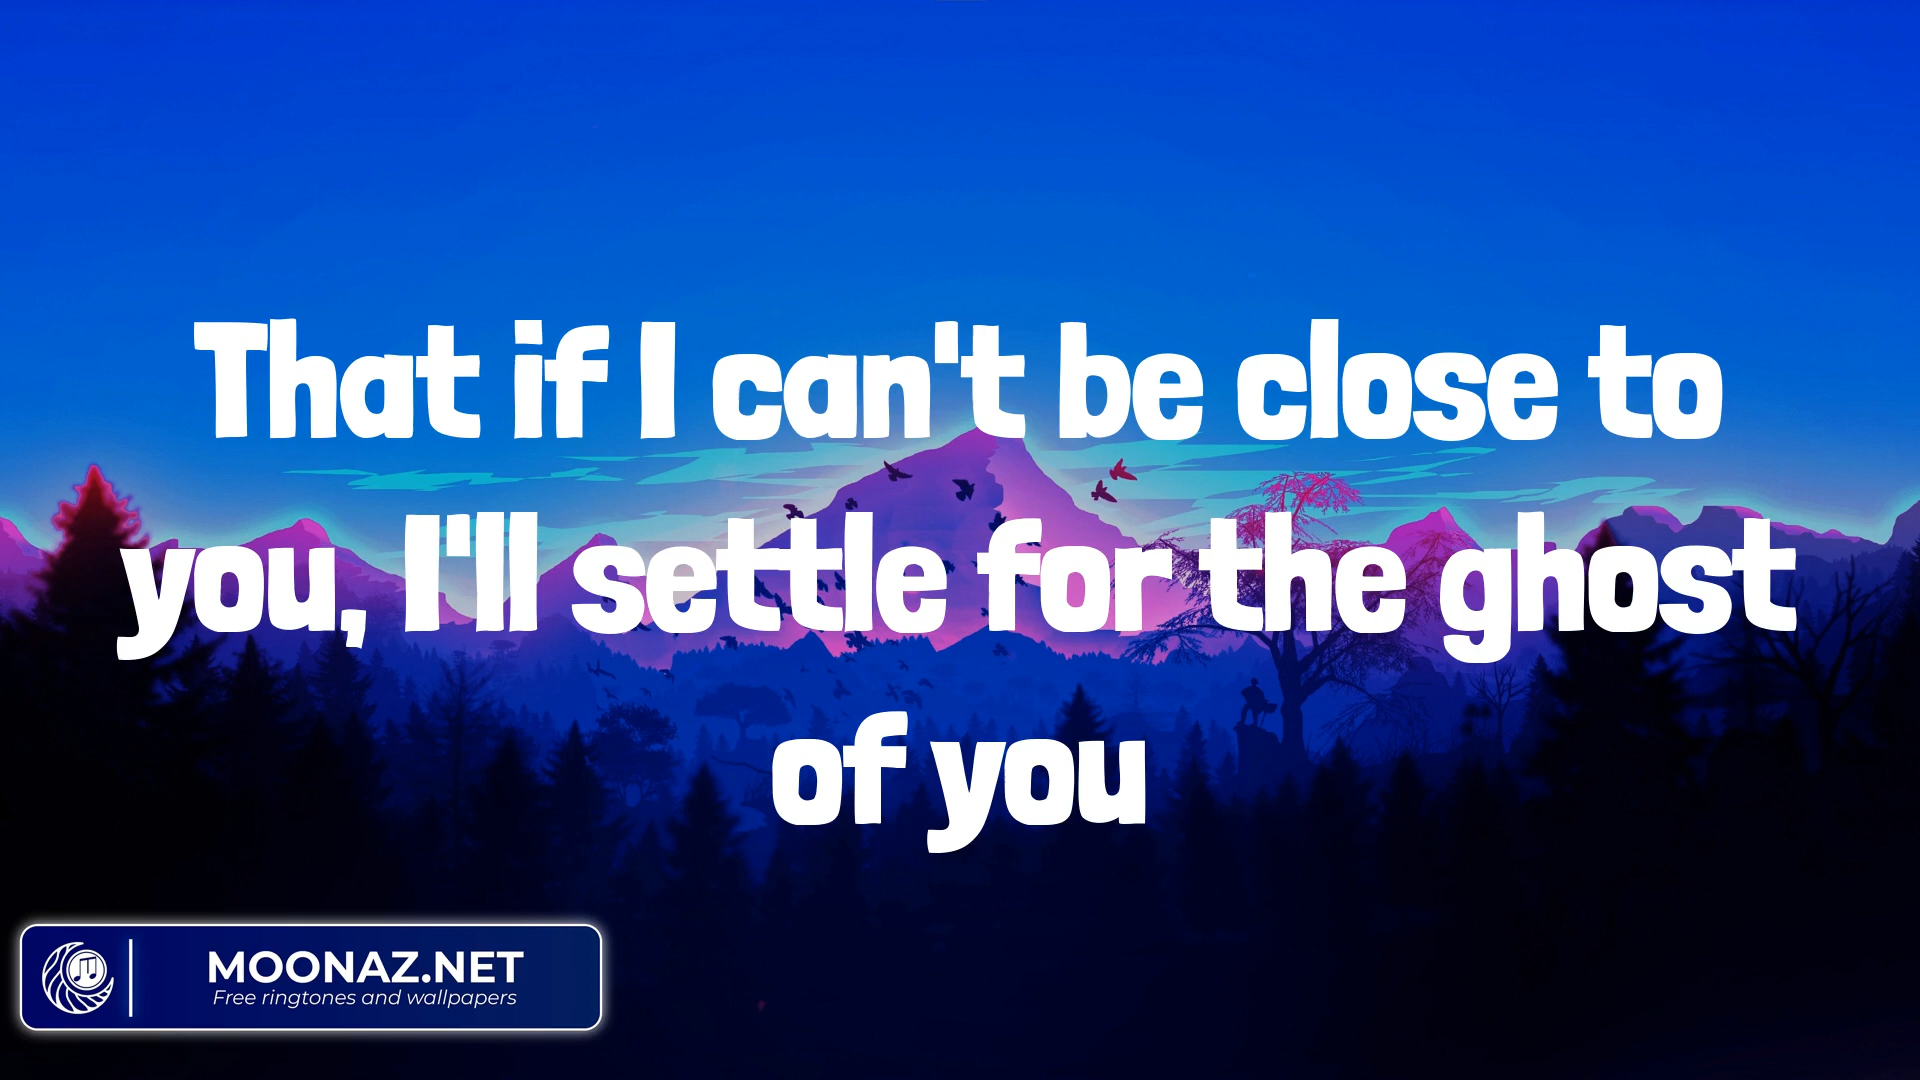 That if I can't be close to
you, I'll settle for the ghost
of you
MOONAZ.NET
Free ringtones and wallpapers